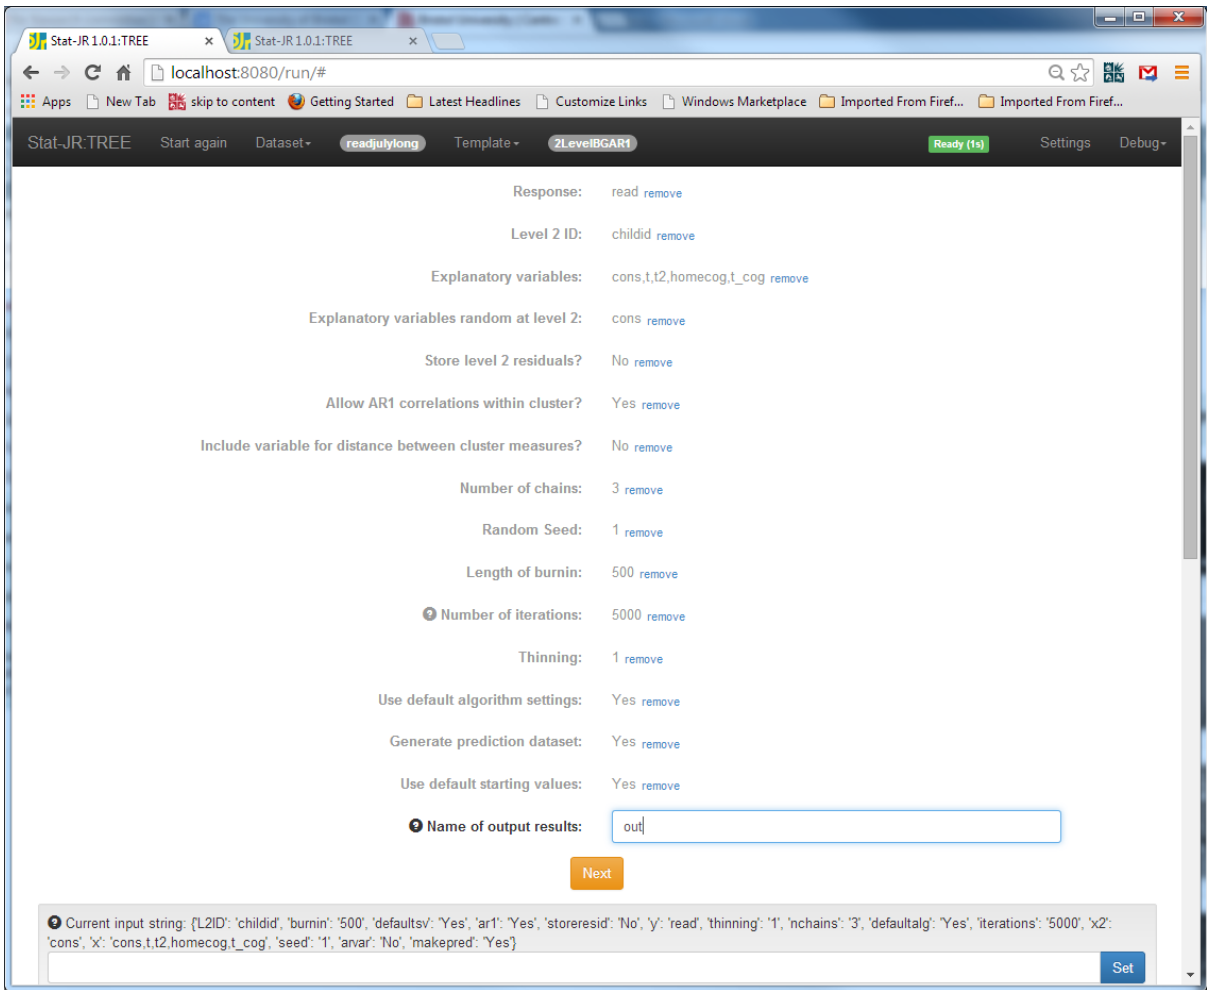 Stat-JR 1.0.1:TREE × Stat-JR 1.0.1:TREE ×
localhost:8080/run/#
Apps New Tab skip to content Getting Started Latest Headlines Customize Links Windows Marketplace Imported From Firef... Imported From Firef...
Stat-JR:TREE Start again Dataset readjulylong Template 2LevelBGAR1 Ready (1s) Settings Debug
Response: read remove
Level 2 ID: childid remove
Explanatory variables: cons,t,t2,homecog,t_cog remove
Explanatory variables random at level 2: cons remove
Store level 2 residuals? No remove
Allow AR1 correlations within cluster? Yes remove
Include variable for distance between cluster measures? No remove
Number of chains: 3 remove
Random Seed: 1 remove
Length of burnin: 500 remove
Number of iterations: 5000 remove
Thinning: 1 remove
Use default algorithm settings: Yes remove
Generate prediction dataset: Yes remove
Use default starting values: Yes remove
Name of output results: out
Next
Current input string: {'L2ID': 'childid', 'burnin': '500', 'defaultsv': 'Yes', 'ar1': 'Yes', 'storeresid': 'No', 'y': 'read', 'thinning': '1', 'nchains': '3', 'defaultalg': 'Yes', 'iterations': '5000', 'x2':
'cons', 'x': 'cons,t,t2,homecog,t_cog', 'seed': '1', 'arvar': 'No', 'makepred': 'Yes'}
Set